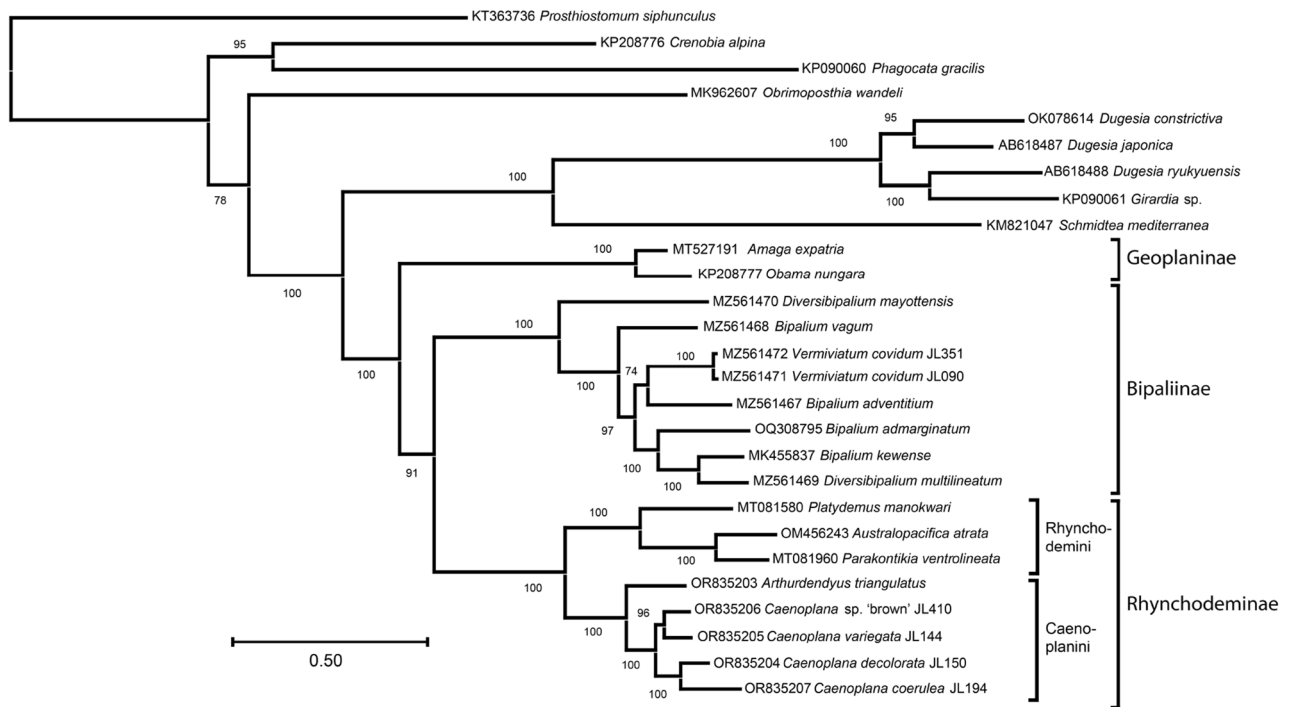 KT363736 Prosthiostomum siphunculus
95
KP208776 Crenobia alpina
KP090060 Phagocata gracilis
MK962607 Obrimoposthia wandeli
95
OK078614 Dugesia constrictiva
100
AB618487 Dugesia japonica
100
AB618488 Dugesia ryukyuensis
78
100
KP090061 Girardia sp.
KM821047 Schmidtea mediterranea
100
MT527191 Amaga expatria
Geoplaninae
KP208777 Obama nungara
100
MZ561470 Diversibipalium mayottensis
100
MZ561468 Bipalium vagum
100
MZ561472 Vermiviatum covidum JL351
100
74
MZ561471 Vermiviatum covidum JL090
100
Bipaliinae
MZ561467 Bipalium adventitium
97
OQ308795 Bipalium admarginatum
MK455837 Bipalium kewense
91
100
MZ561469 Diversibipalium multilineatum
100
MT081580 Platydemus manokwari
100
OM456243 Australopacifica atrata
Rhyncho-
demini
MT081960 Parakontikia ventrolineata
100
OR835203 Arthurdendyus triangulatus
100
OR835206 Caenoplana sp. ‘brown’ JL410
96
Rhynchodeminae
OR835205 Caenoplana variegata JL144
100
Caeno-
planini
OR835204 Caenoplana decolorata JL150
100
0.50
OR835207 Caenoplana coerulea JL194
100